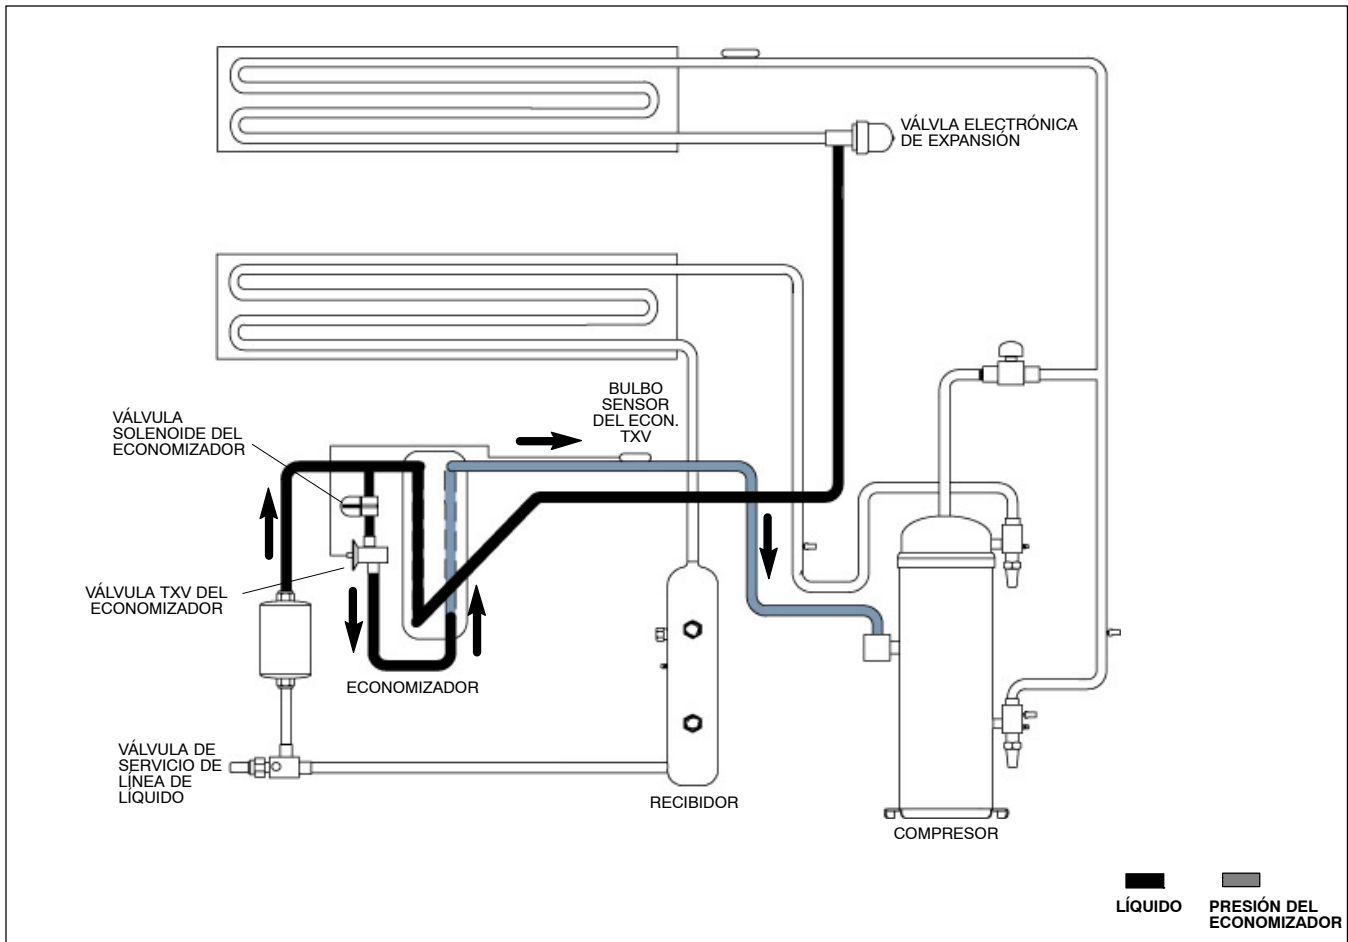 VÁLVLA ELECTRÓNICA
DE EXPANSIÓN
BULBO
SENSOR
DEL ECON.
TXV
VÁLVULA
SOLENOIDE DEL
ECONOMIZADOR
VÁLVULA TXV DEL
ECONOMIZADOR
ECONOMIZADOR
VÁLVULA DE
SERVICIO DE
LÍNEA DE
LÍQUIDO
RECIBIDOR
COMPRESOR
LÍQUIDO
PRESIÓN DEL
ECONOMIZADOR